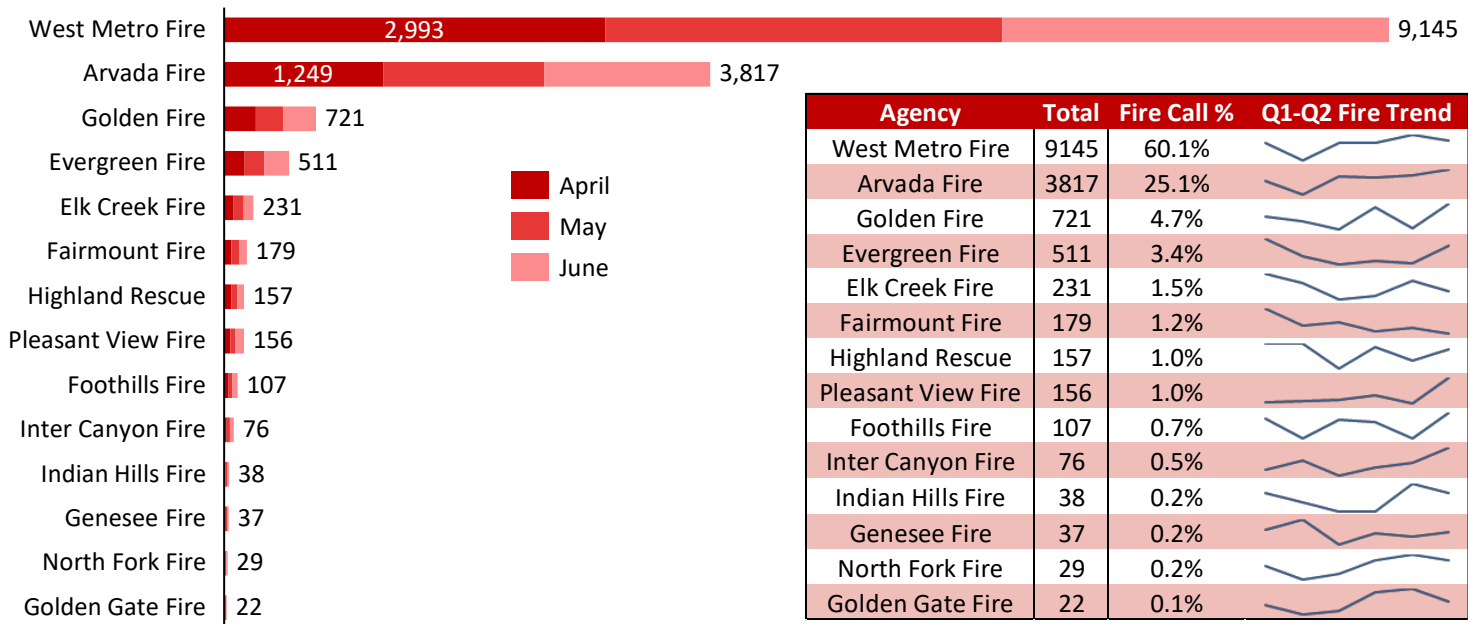 West Metro Fire 2,993 9,145
Arvada Fire 1,249 3,817
Golden Fire 721
Evergreen Fire 511
Elk Creek Fire 231
Fairmount Fire 179
Highland Rescue 157
Pleasant View Fire 156
Foothills Fire 107
Inter Canyon Fire 76
Indian Hills Fire 38
Genesee Fire 37
North Fork Fire 29
Golden Gate Fire 22
April
May
June
Agency Total Fire Call % Q1-Q2 Fire Trend
West Metro Fire 9145 60.1%
Arvada Fire 3817 25.1%
Golden Fire 721 4.7%
Evergreen Fire 511 3.4%
Elk Creek Fire 231 1.5%
Fairmount Fire 179 1.2%
Highland Rescue 157 1.0%
Pleasant View Fire 156 1.0%
Foothills Fire 107 0.7%
Inter Canyon Fire 76 0.5%
Indian Hills Fire 38 0.2%
Genesee Fire 37 0.2%
North Fork Fire 29 0.2%
Golden Gate Fire 22 0.1%